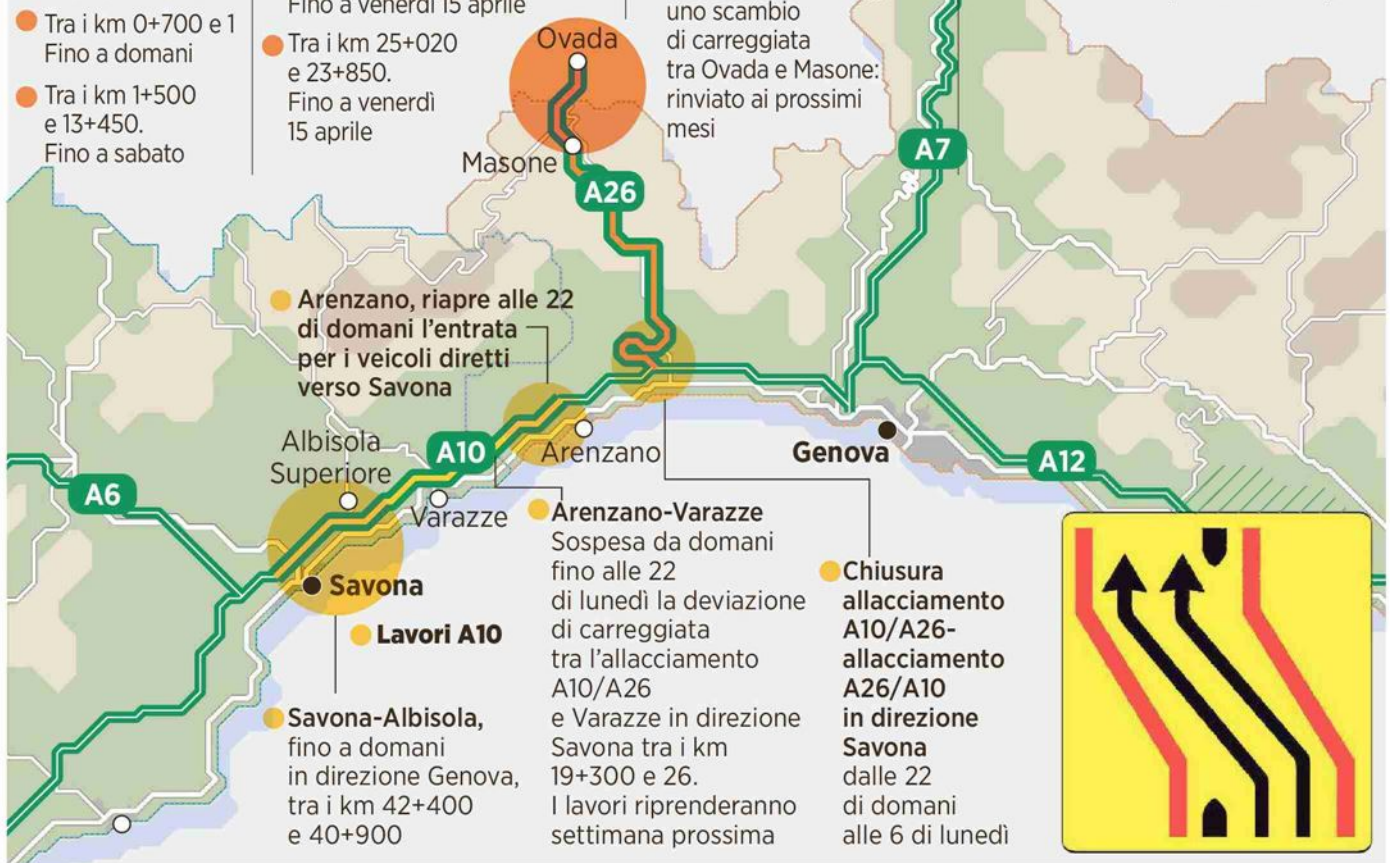 Tra i km 0+700 e 1
Fino a domani
Tra i km 1+500
e 13+450.
Fino a sabato
Fino a venerdì 15 aprile
Tra i km 25+020
e 23+850.
Fino a venerdì
15 aprile
uno scambio
di carreggiata
tra Ovada e Masone:
rinviato ai prossimi
mesi
Ovada
Masone
A26
A7
Arenzano, riapre alle 22
di domani l'entrata
per i veicoli diretti
verso Savona
Albisola
Superiore
A10
Arenzano
Genova
A12
A6
Varazze
Savona
Lavori A10
Savona-Albisola,
fino a domani
in direzione Genova,
tra i km 42+400
e 40+900
Arenzano-Varazze
Sospesa da domani
fino alle 22
di lunedì la deviazione
di carreggiata
tra l'allacciamento
A10/A26
e Varazze in direzione
Savona tra i km
19+300 e 26.
I lavori riprenderanno
settimana prossima
Chiusura
allacciamento
A10/A26-
allacciamento
A26/A10
in direzione
Savona
dalle 22
di domani
alle 6 di lunedì